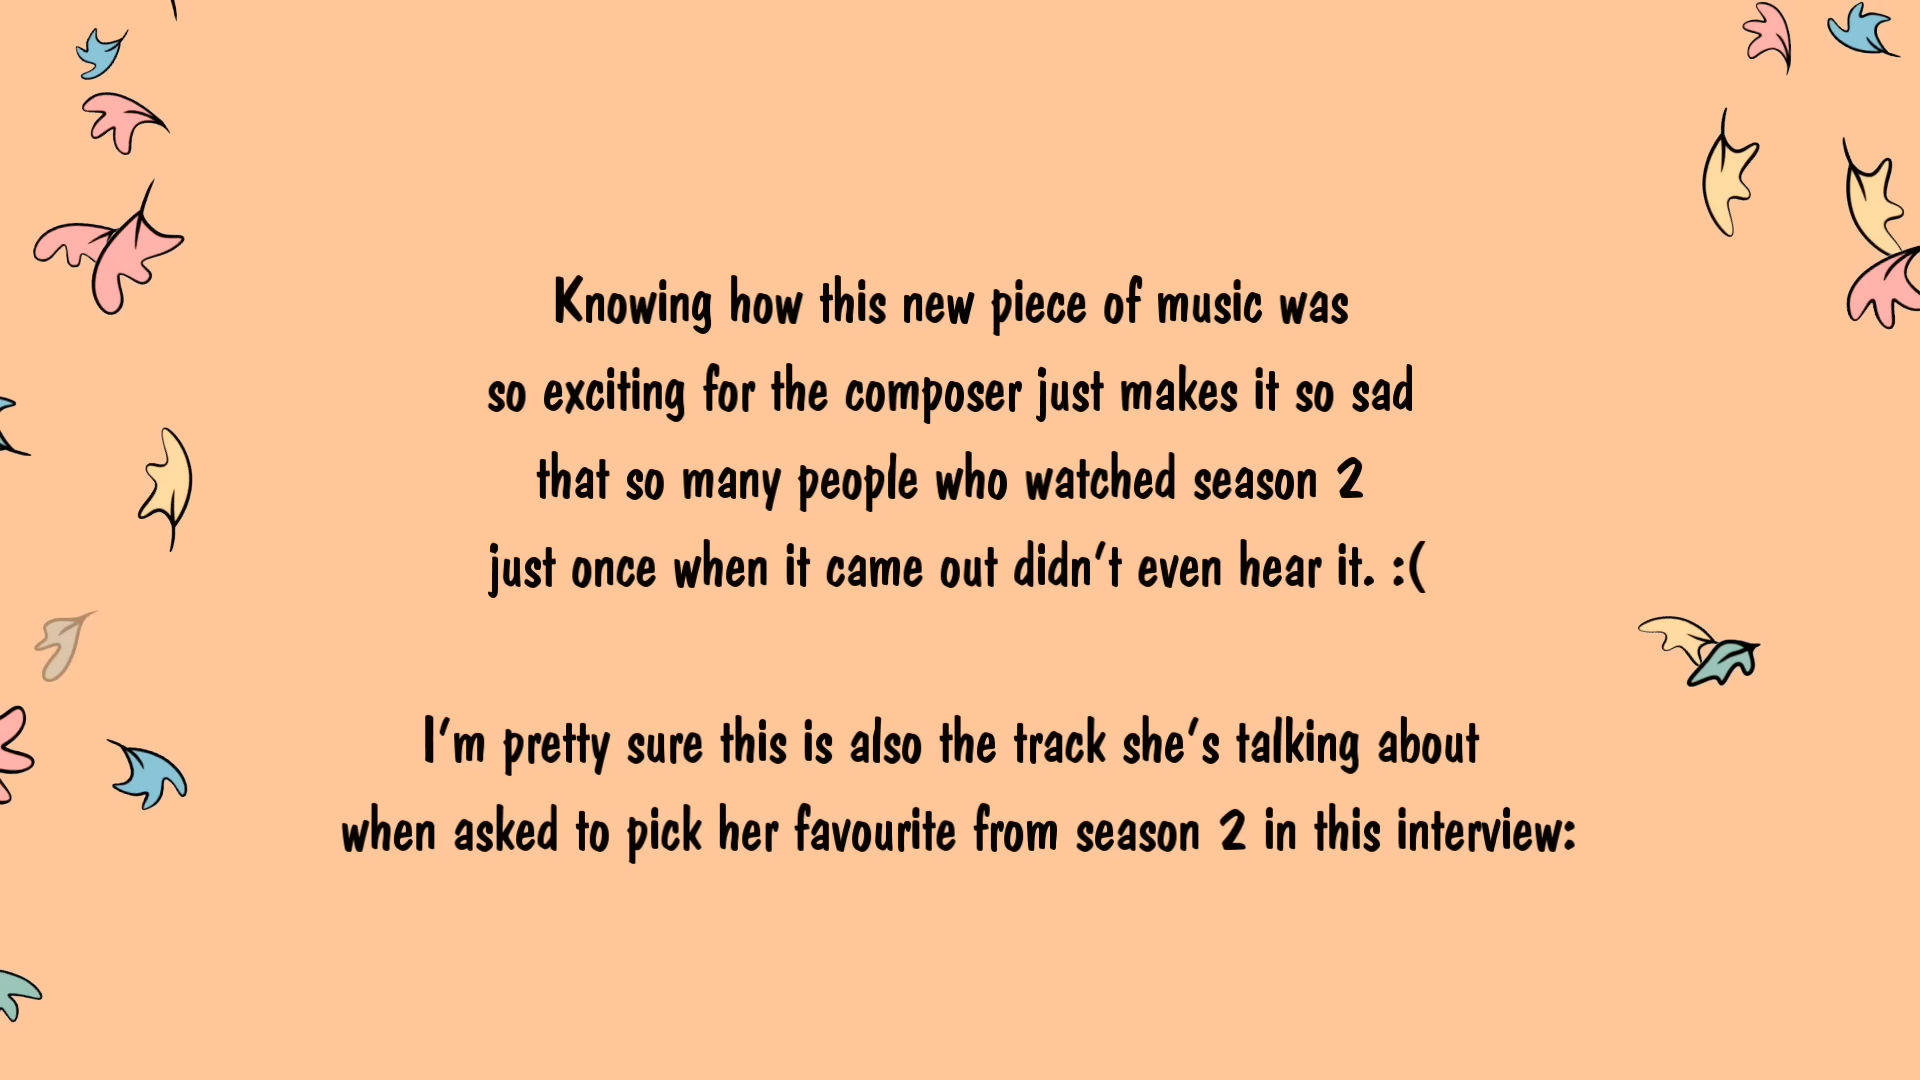 Knowing how this new piece of music was
so exciting for the composer just makes it so sad
that so many people who watched season 2
just once when it came out didn't even hear it. :(
I'm pretty sure this is also the track she's talking about
when asked to pick her favourite from season 2 in this interview: